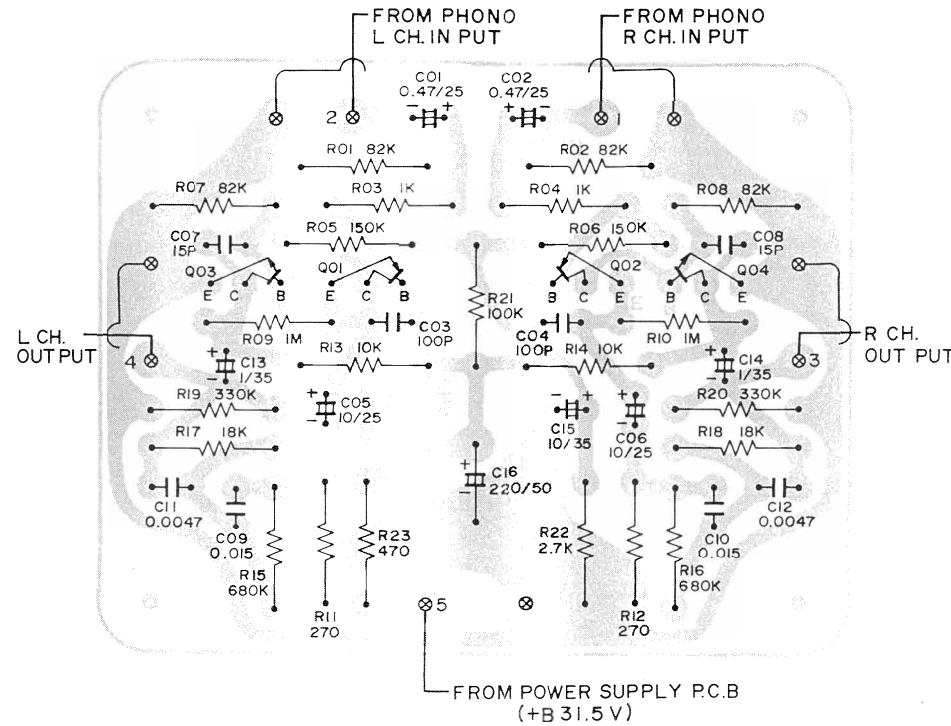 FROM PHONO
L CH. IN PUT
FROM PHONO
R CH. IN PUT
C01
0.47/25
- +
C02
0.47/25
+ -
2
1
R01 82K
R02 82K
R07 82K
R03 1K
R04 1K
R08 82K
C07
15P
R05 150K
R06 150K
C08
15P
Q03
Q01
Q02
Q04
E C B
E C B
B C E
B C E
R21
100K
R09 1M
C03
100P
C04
100P
R10 1M
L CH.
OUT PUT
4
R CH.
OUT PUT
3
+
-
C13
1/35
R13 10K
R14 10K
+
-
C14
1/35
R19 330K
+
-
C05
10/25
- +
C15
10/35
+
-
C06
10/25
R20 330K
R17 18K
R18 18K
+
-
C16
220/50
C11
0.0047
C09
0.015
R15
680K
R11
270
R23
470
R22
2.7K
R12
270
R16
680K
C10
0.015
C12
0.0047
5
FROM POWER SUPPLY P.C.B
(+B 31.5 V)